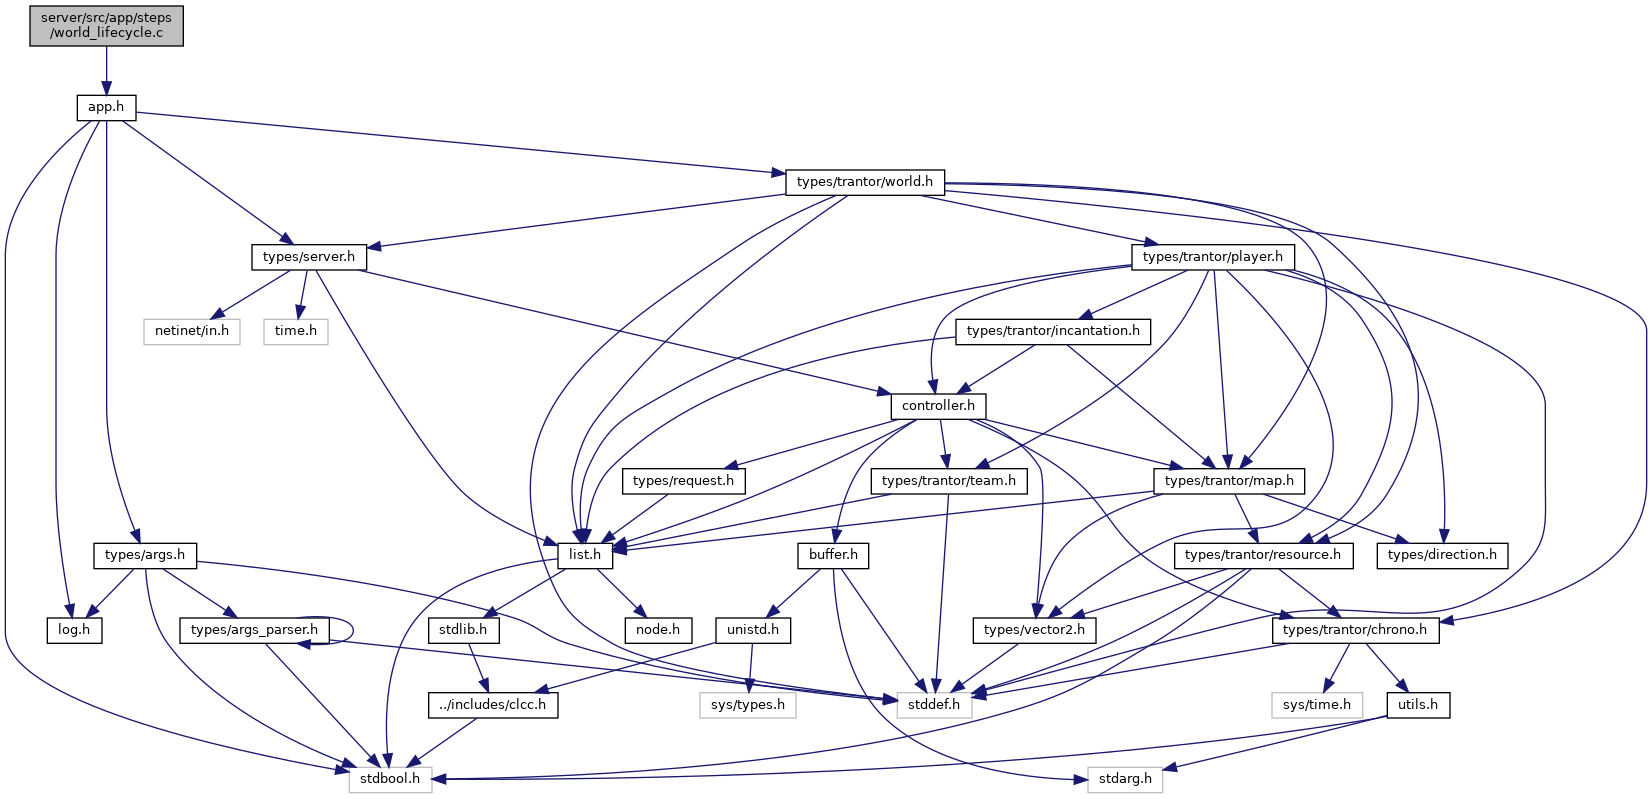 server/src/app/steps
/world_lifecycle.c
app.h
types/trantor/world.h
types/server.h
types/trantor/player.h
netinet/in.h
time.h
types/trantor/incantation.h
controller.h
types/request.h
types/trantor/team.h
types/trantor/map.h
types/args.h
list.h
buffer.h
types/trantor/resource.h
types/direction.h
log.h
types/args_parser.h
stdlib.h
node.h
unistd.h
types/vector2.h
types/trantor/chrono.h
../includes/clcc.h
sys/types.h
stddef.h
sys/time.h
utils.h
stdbool.h
stdarg.h